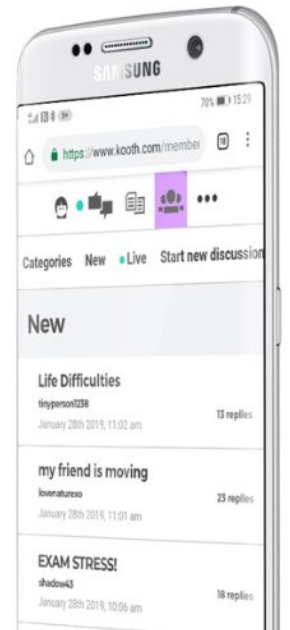 SAMSUNG
70% 15:29
https://www.kooth.com/member
18
Categories New Live Start new discussion
New
Life Difficulties
tinyperson1238
January 28th 2019, 11:02 am
13 replies
my friend is moving
lovenaturexo
January 28th 2019, 11:01 am
23 replies
EXAM STRESS!
shadow43
January 28th 2019, 10:06 am
18 replies